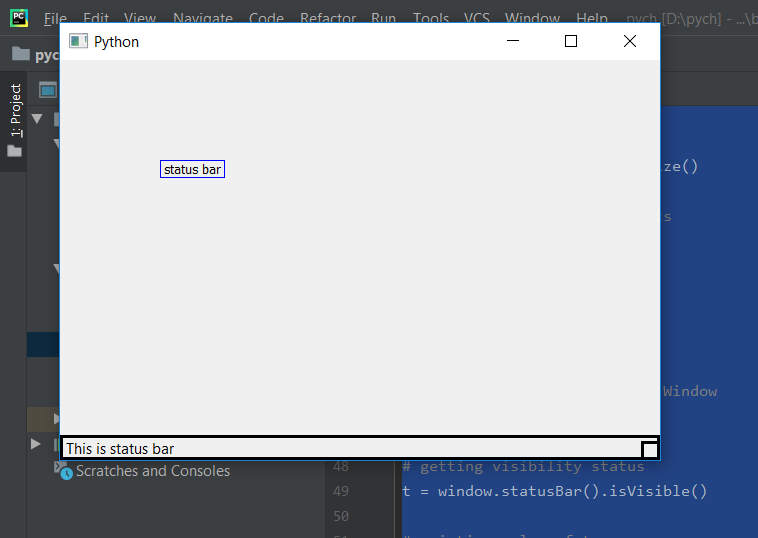 PC File Edit View Navigate Code Refactor Run Tools VCS Window Help pych [D:\pych] - ...\b
Python
pyc
1: Project
status bar
ze()
s
Window
This is status bar
Scratches and Consoles
48 # getting visibility status
49 t = window.statusBar().isVisible()
50